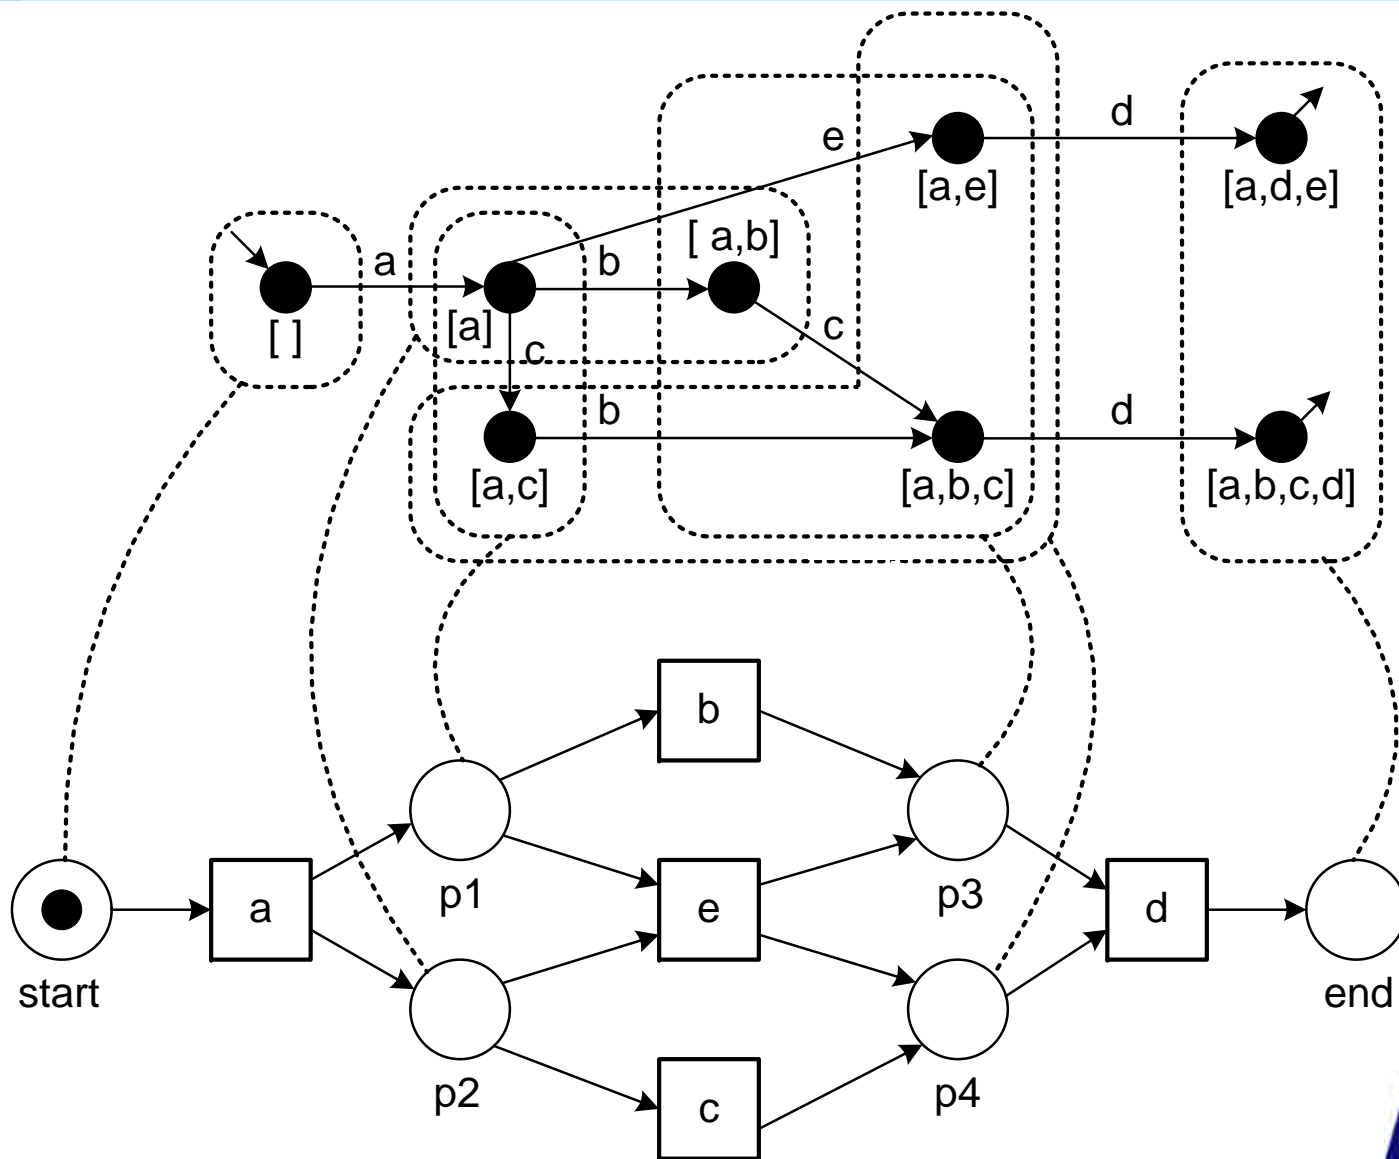 e
d
[a,e]
[a,d,e]
[ a,b]
a
b
[ ]
[a]
c
c
b
d
[a,c]
[a,b,c]
[a,b,c,d]
b
p1
p3
a
e
d
start
end
p2
p4
c